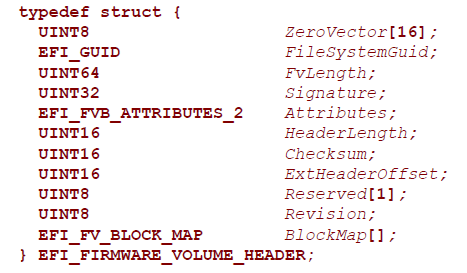 typedef struct {
UINT8 ZeroVector[16];
EFI_GUID FileSystemGuid;
UINT64 FvLength;
UINT32 Signature;
EFI_FVB_ATTRIBUTES_2 Attributes;
UINT16 HeaderLength;
UINT16 Checksum;
UINT16 ExtHeaderOffset;
UINT8 Reserved[1];
UINT8 Revision;
EFI_FV_BLOCK_MAP BlockMap[];
} EFI_FIRMWARE_VOLUME_HEADER;